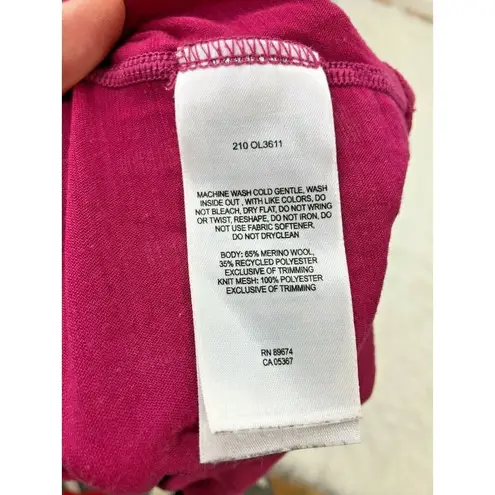 210 OL3611
MACHINE WASH COLD GENTLE, WASH
INSIDE OUT , WITH LIKE COLORS, DO
NOT BLEACH, DRY FLAT, DO NOT WRING
OR TWIST, RESHAPE, DO NOT IRON, DO
NOT USE FABRIC SOFTENER,
DO NOT DRYCLEAN
BODY: 65% MERINO WOOL,
35% RECYCLED POLYESTER
EXCLUSIVE OF TRIMMING
KNIT MESH: 100% POLYESTER
EXCLUSIVE OF TRIMMING
RN 89674
CA 05367